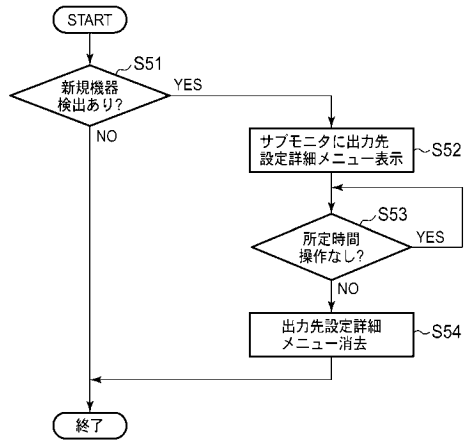 START
新規機器
検出あり?
S51
YES
NO
サブモニタに出力先
設定詳細メニュー表示
S52
所定時間
操作なし?
S53
YES
NO
出力先設定詳細
メニュー消去
S54
終了